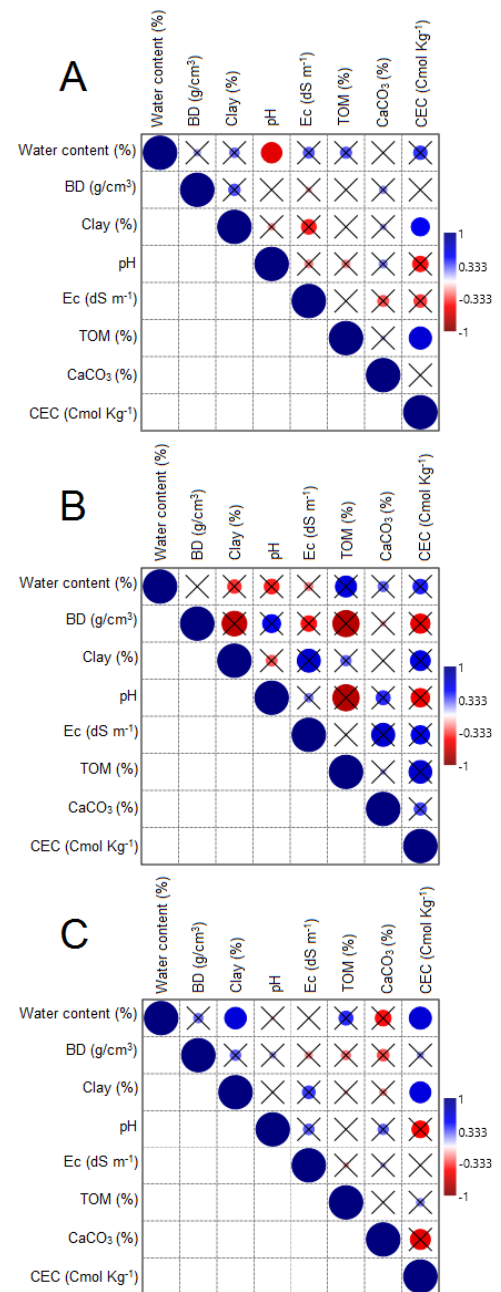 A
Water content (%)
BD (g/cm³)
Clay (%)
pH
Ec (dS m⁻¹)
TOM (%)
CaCO₃ (%)
CEC (Cmol Kg⁻¹)
Water content (%)
BD (g/cm³)
Clay (%)
pH
Ec (dS m⁻¹)
TOM (%)
CaCO₃ (%)
CEC (Cmol Kg⁻¹)
1
0.333
-0.333
-1
B
Water content (%)
BD (g/cm³)
Clay (%)
pH
Ec (dS m⁻¹)
TOM (%)
CaCO₃ (%)
CEC (Cmol Kg⁻¹)
Water content (%)
BD (g/cm³)
Clay (%)
pH
Ec (dS m⁻¹)
TOM (%)
CaCO₃ (%)
CEC (Cmol Kg⁻¹)
1
0.333
-0.333
-1
C
Water content (%)
BD (g/cm³)
Clay (%)
pH
Ec (dS m⁻¹)
TOM (%)
CaCO₃ (%)
CEC (Cmol Kg⁻¹)
Water content (%)
BD (g/cm³)
Clay (%)
pH
Ec (dS m⁻¹)
TOM (%)
CaCO₃ (%)
CEC (Cmol Kg⁻¹)
1
0.333
-0.333
-1